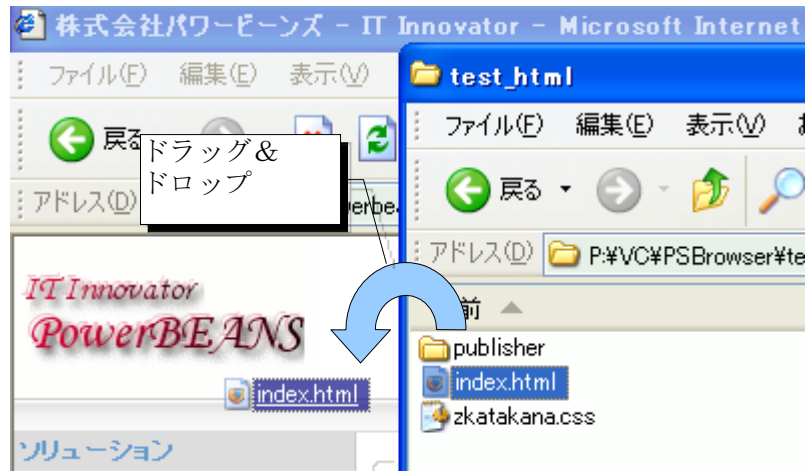 株式会社パワービーンズ - IT Innovator - Microsoft Internet
ファイル(F) 編集(E) 表示(V)
戻る
ドラッグ＆
ドロップ
アドレス(D)
IT Innovator
PowerBEANS
index.html
ソリューション
test_html
ファイル(F) 編集(E) 表示(V)
戻る
アドレス(D) P:¥VC¥PSBrowser¥te
前
publisher
index.html
zkatakana.css